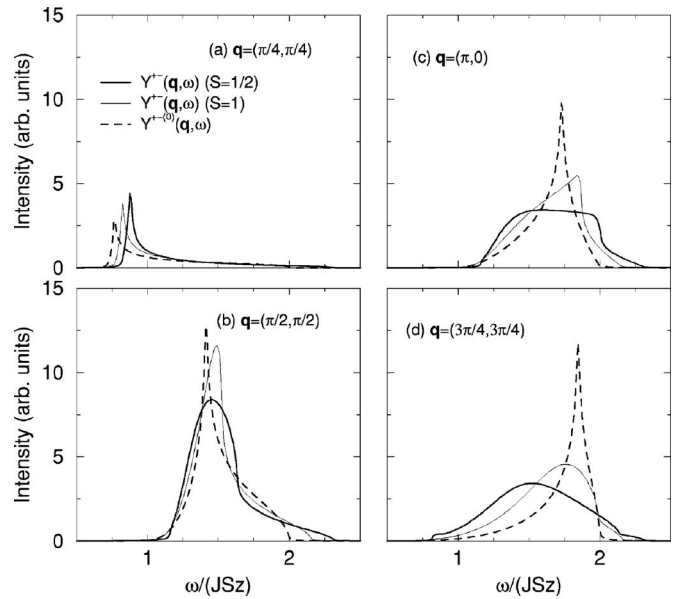 15
10
5
0
Intensity (arb. units)
(a) q=(π/4,π/4)
Y⁺⁻(q,ω) (S=1/2)
Y⁺⁻(q,ω) (S=1)
Y⁺⁻⁽⁰⁾(q,ω)
(c) q=(π,0)
15
10
5
0
Intensity (arb. units)
(b) q=(π/2,π/2)
(d) q=(3π/4,3π/4)
1
2
1
2
ω/(JSz)
ω/(JSz)